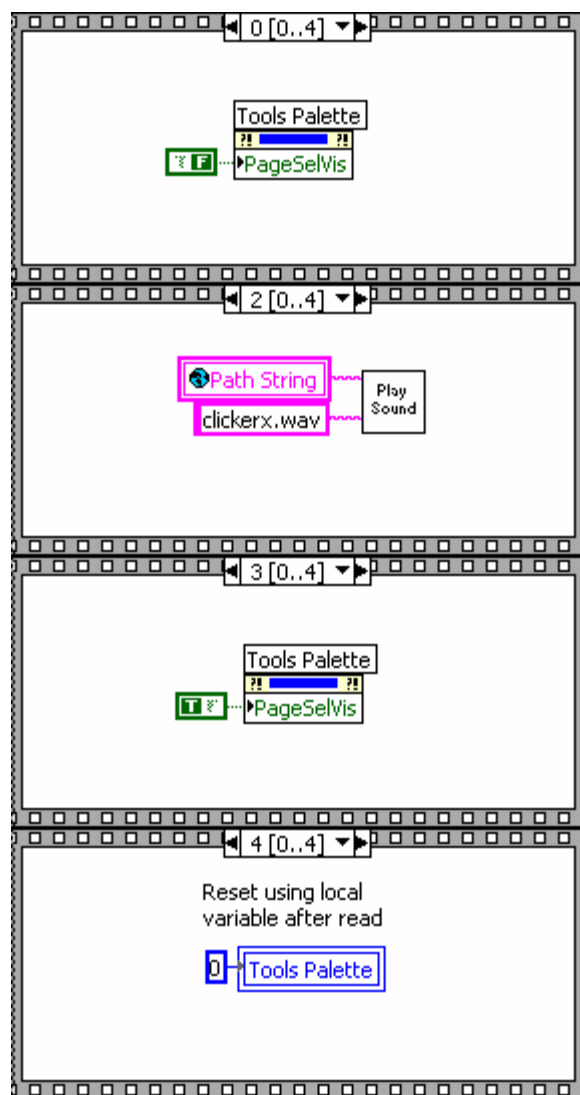 0 [0..4]
Tools Palette
?! ?!
F
PageSelVis
2 [0..4]
Path String
Play
Sound
clickerx.wav
3 [0..4]
Tools Palette
?! ?!
T
PageSelVis
4 [0..4]
Reset using local
variable after read
0
Tools Palette